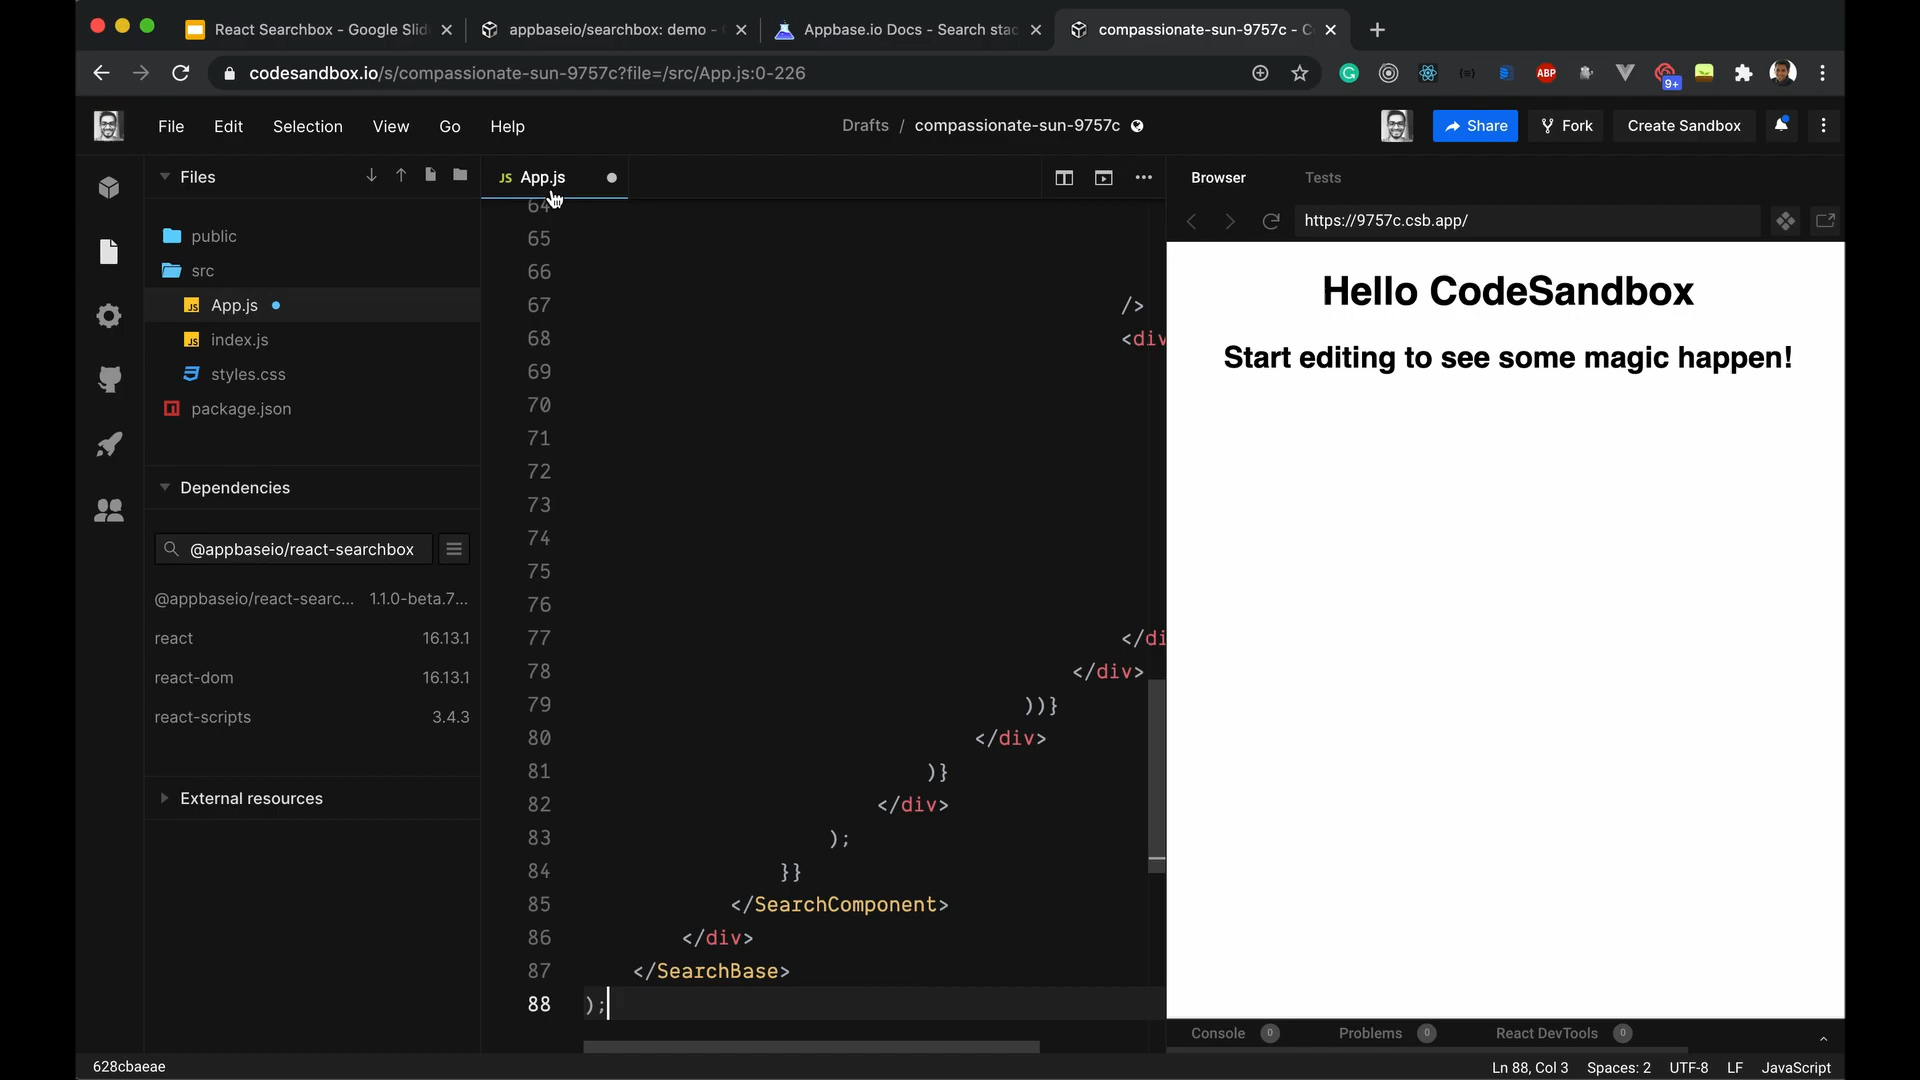 React Searchbox - Google Slid
appbaseio/searchbox: demo -
Appbase.io Docs - Search stac
compassionate-sun-9757c - C
codesandbox.io/s/compassionate-sun-9757c?file=/src/App.js:0-226
ABP
9+
File Edit Selection View Go Help
Drafts / compassionate-sun-9757c
Share
Fork
Create Sandbox
Files
JS App.js
Browser
Tests
https://9757c.csb.app/
public
src
JS App.js
JS index.js
styles.css
package.json
Dependencies
@appbaseio/react-searchbox
@appbaseio/react-searc... 1.1.0-beta.7...
react 16.13.1
react-dom 16.13.1
react-scripts 3.4.3
External resources
64
65
66
67 />
68 <div
69
70
71
72
73
74
75
76
77 </di
78 </div>
79 ))}
80 </div>
81 )}
82 </div>
83 );
84 }}
85 </SearchComponent>
86 </div>
87 </SearchBase>
88 );
Hello CodeSandbox
Start editing to see some magic happen!
Console 0 Problems 0 React DevTools 0
628cbaeae
Ln 88, Col 3 Spaces: 2 UTF-8 LF JavaScript